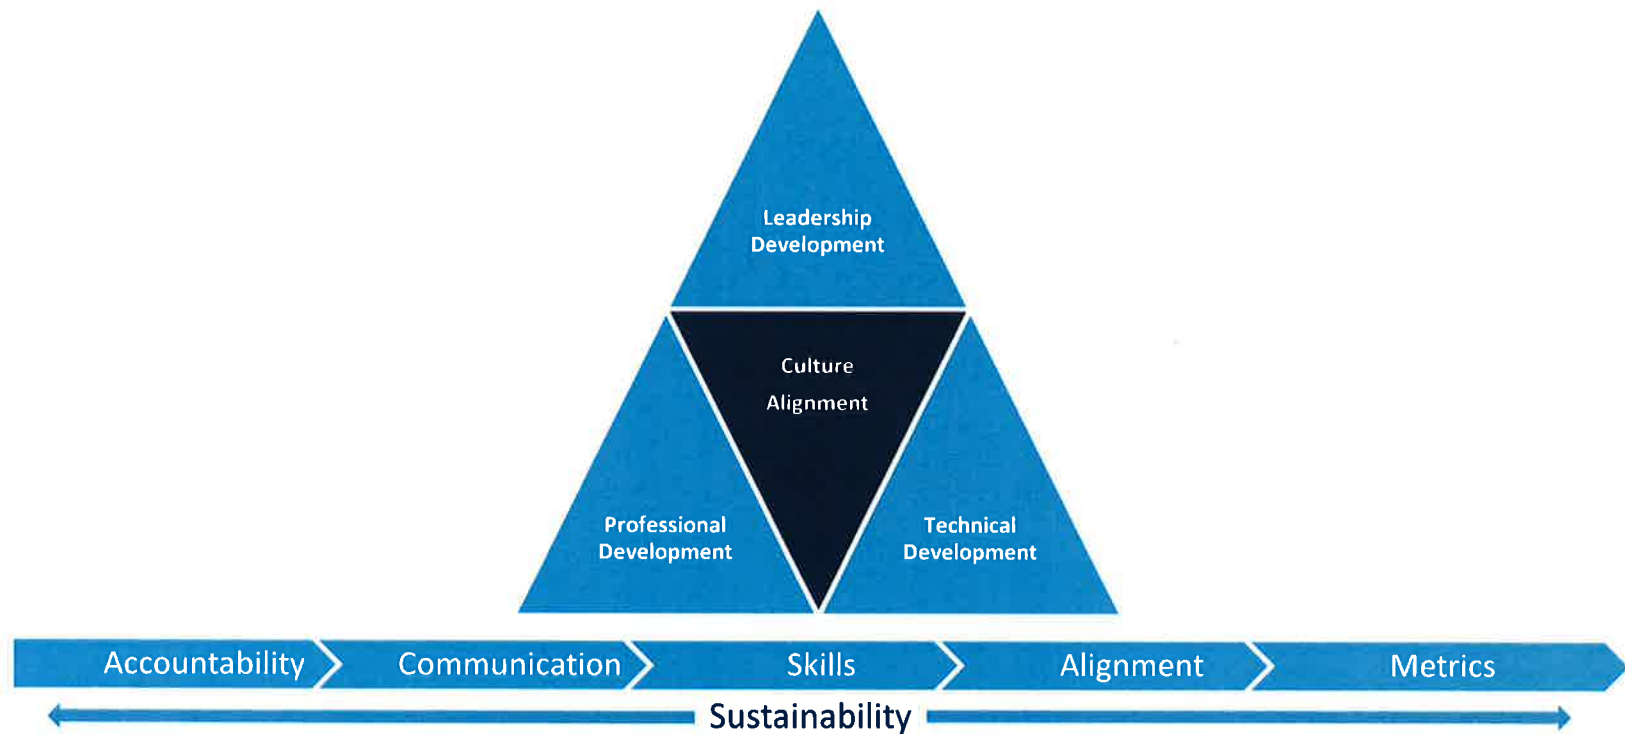 Leadership
Development
Culture
Alignment
Professional
Development
Technical
Development
Accountability
Communication
Skills
Alignment
Metrics
Sustainability